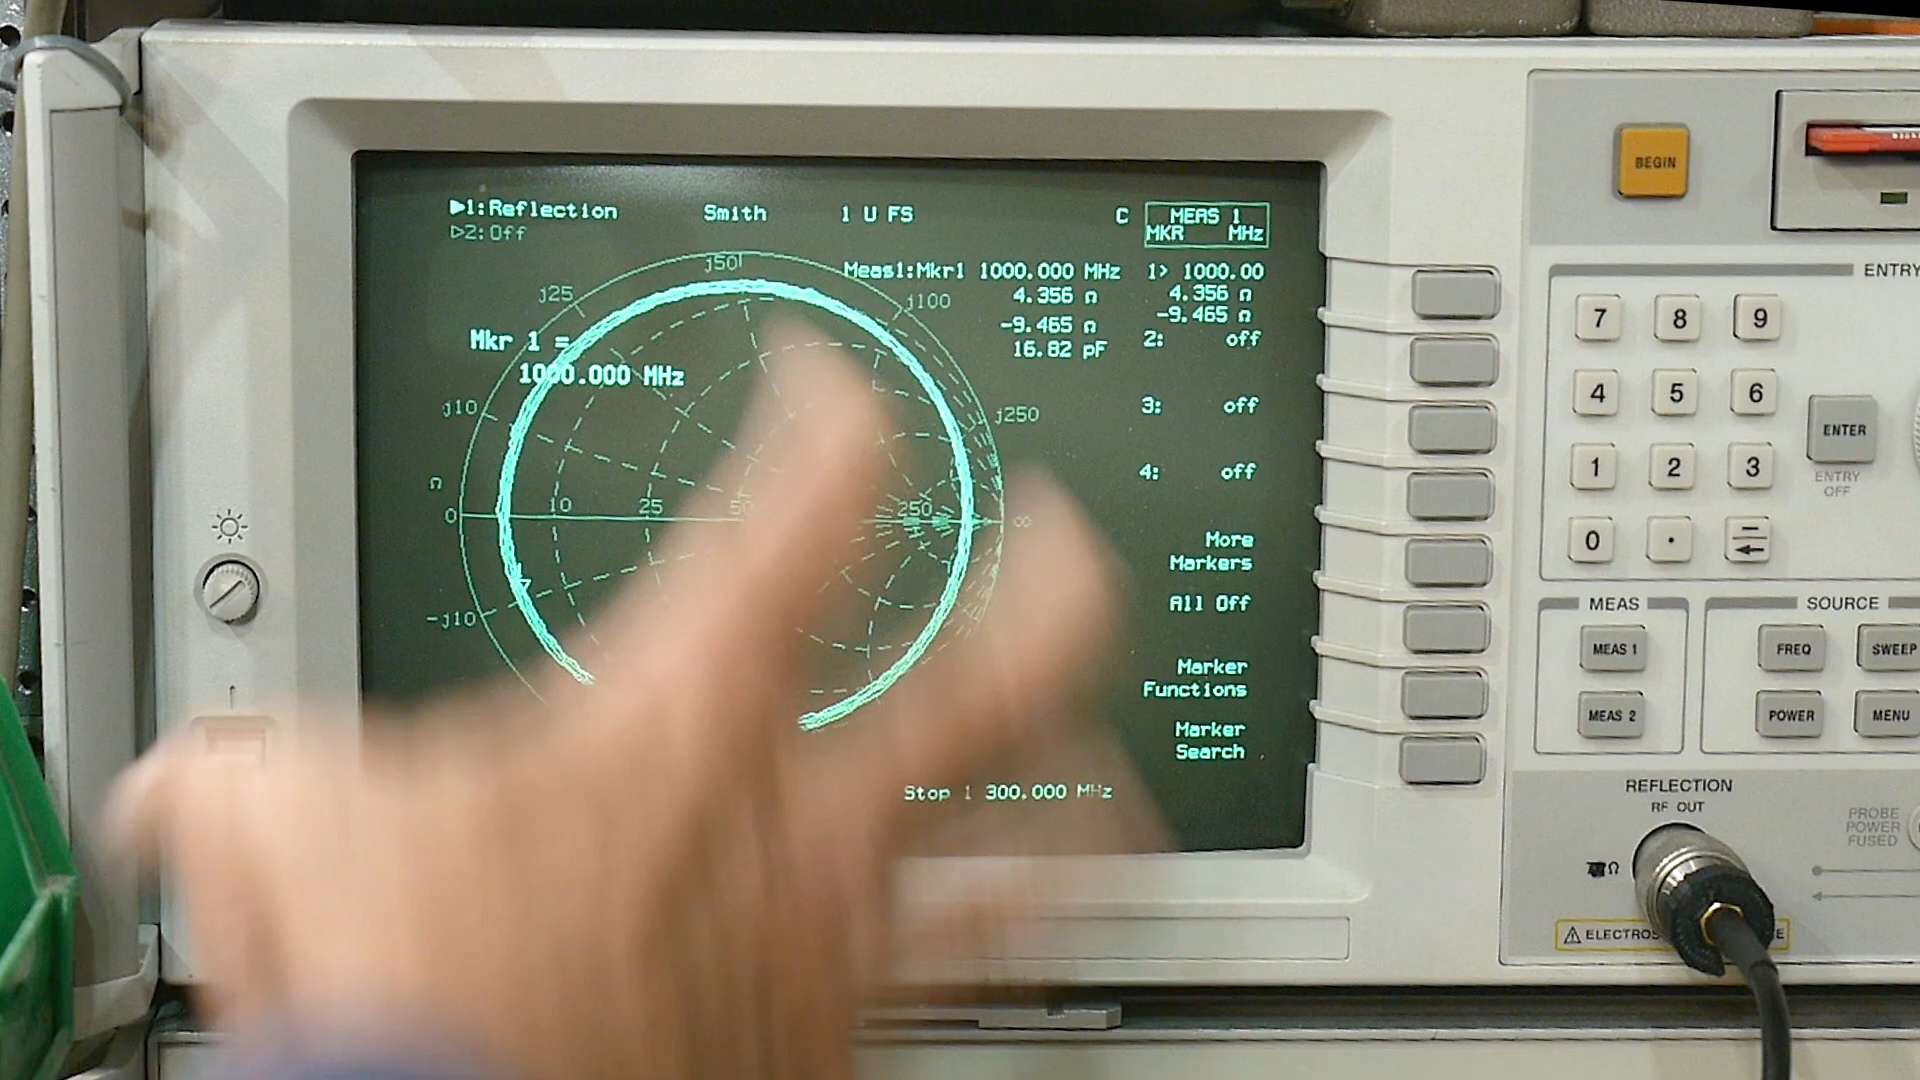 ▶1:Reflection Smith 1 U FS
▷2:Off
C
MEAS 1
MKR MHz
Meas1:Mkr1 1000.000 MHz
4.356 Ω
-9.465 Ω
16.82 pF
1> 1000.00
4.356 Ω
-9.465 Ω
2: off
3: off
4: off
More
Markers
All Off
Marker
Functions
Marker
Search
Mkr 1 =
1000.000 MHz
j50
j25
j100
j10
j250
Ω
0 10 25 50 250 ∞
-j10
Stop 1 300.000 MHz
BEGIN
ENTRY
7 8 9
4 5 6
1 2 3
0 .
ENTER
ENTRY
OFF
MEAS
MEAS 1
MEAS 2
SOURCE
FREQ
SWEEP
POWER
MENU
REFLECTION
RF OUT
Ω
PROBE
POWER
FUSED